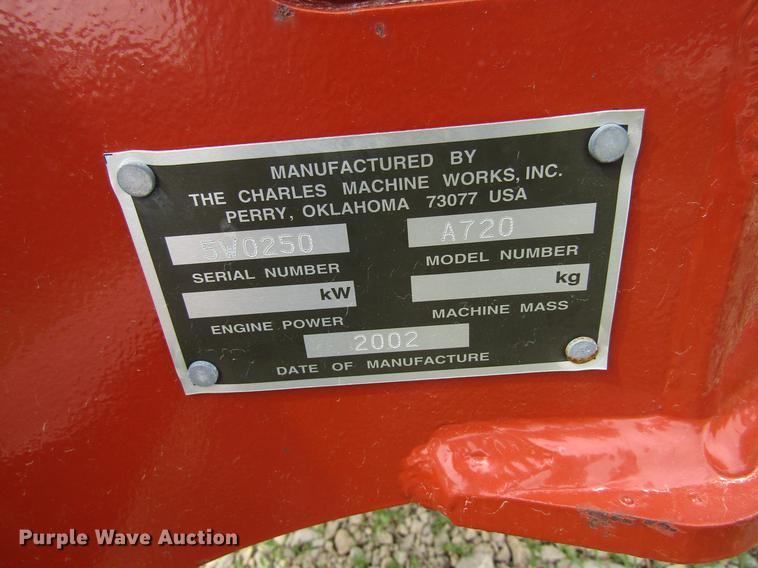 MANUFACTURED BY
THE CHARLES MACHINE WORKS, INC.
PERRY, OKLAHOMA 73077 USA
5W0250 A720
SERIAL NUMBER MODEL NUMBER
kW kg
ENGINE POWER MACHINE MASS
2002
DATE OF MANUFACTURE
Purple Wave Auction